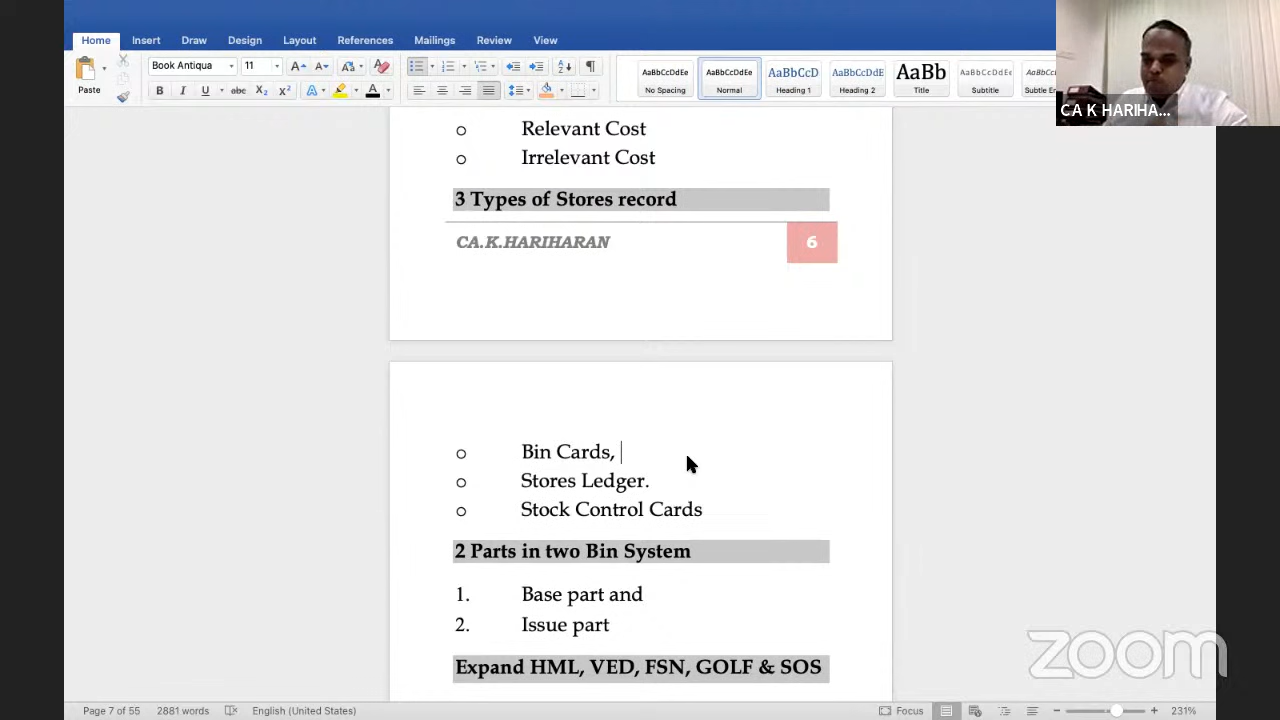 Home Insert Draw Design Layout References Mailings Review View
Paste
Book Antiqua 11
AaBbCcDdEe AaBbCcDdEe AaBbCcD AaBbCcDdE AaBb AaBbCcDdEe AaBbCcDdEe
No Spacing Normal Heading 1 Heading 2 Title Subtitle Subtle Em
CA K HARIHA...
o Relevant Cost
o Irrelevant Cost
3 Types of Stores record
CA.K.HARIHARAN 6
o Bin Cards,
o Stores Ledger.
o Stock Control Cards
2 Parts in two Bin System
1. Base part and
2. Issue part
Expand HML, VED, FSN, GOLF & SOS
zoom
Page 7 of 55 2881 words English (United States) Focus 231%